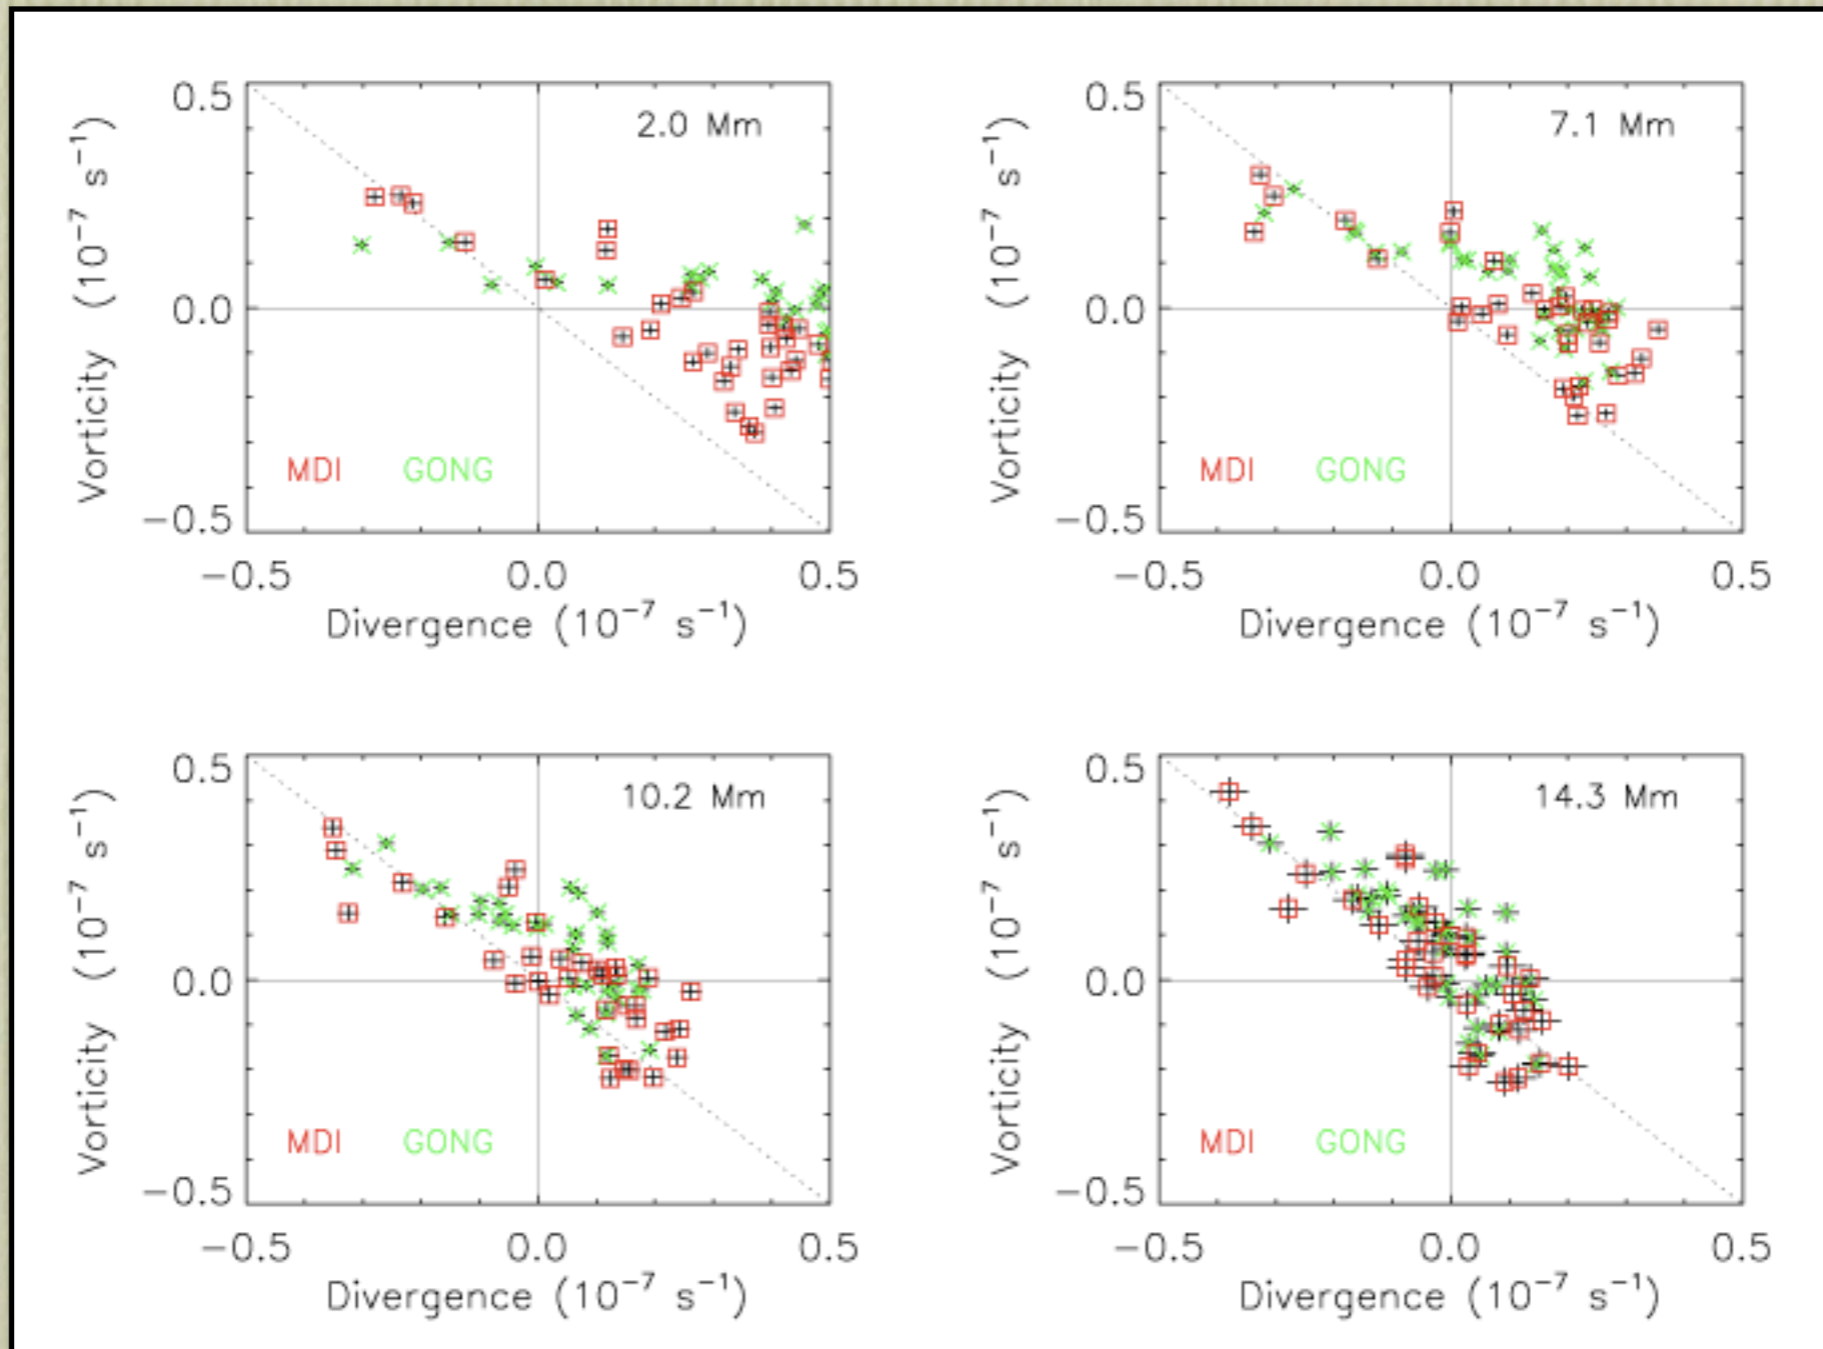 2.0 Mm
0.5
0.0
−0.5
Vorticity (10⁻⁷ s⁻¹)
MDI GONG
−0.5 0.0 0.5
Divergence (10⁻⁷ s⁻¹)
7.1 Mm
0.5
0.0
−0.5
Vorticity (10⁻⁷ s⁻¹)
MDI GONG
−0.5 0.0 0.5
Divergence (10⁻⁷ s⁻¹)
10.2 Mm
0.5
0.0
−0.5
Vorticity (10⁻⁷ s⁻¹)
MDI GONG
−0.5 0.0 0.5
Divergence (10⁻⁷ s⁻¹)
14.3 Mm
0.5
0.0
−0.5
Vorticity (10⁻⁷ s⁻¹)
MDI GONG
−0.5 0.0 0.5
Divergence (10⁻⁷ s⁻¹)